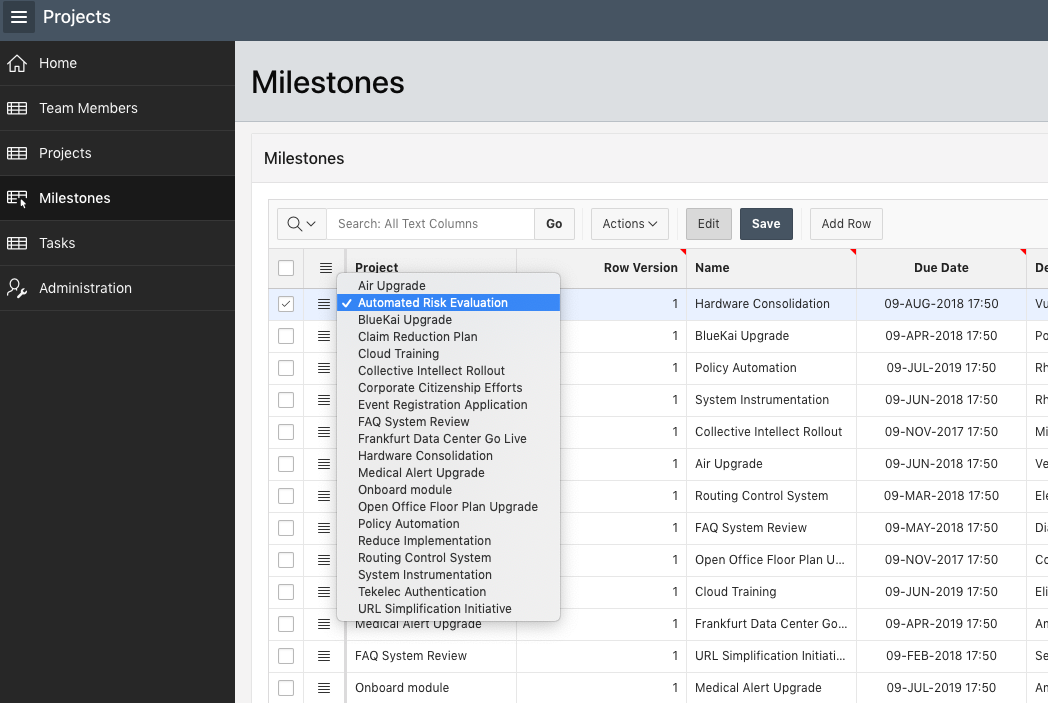 Projects
Home
Team Members
Projects
Milestones
Tasks
Administration
Milestones
Milestones
Search: All Text Columns
Go
Actions
Edit
Save
Add Row
Project Row Version Name Due Date De
Air Upgrade
Automated Risk Evaluation
BlueKai Upgrade
Claim Reduction Plan
Cloud Training
Collective Intellect Rollout
Corporate Citizenship Efforts
Event Registration Application
FAQ System Review
Frankfurt Data Center Go Live
Hardware Consolidation
Medical Alert Upgrade
Onboard module
Open Office Floor Plan Upgrade
Policy Automation
Reduce Implementation
Routing Control System
System Instrumentation
Tekelec Authentication
URL Simplification Initiative
1 Hardware Consolidation 09-AUG-2018 17:50 Vu
1 BlueKai Upgrade 09-APR-2018 17:50 Po
1 Policy Automation 09-JUL-2019 17:50 Rh
1 System Instrumentation 09-JUN-2018 17:50 Rh
1 Collective Intellect Rollout 09-NOV-2017 17:50 Mi
1 Air Upgrade 09-JUN-2018 17:50 Ve
1 Routing Control System 09-MAR-2018 17:50 Ele
1 FAQ System Review 09-MAY-2018 17:50 Dia
1 Open Office Floor Plan U... 09-NOV-2017 17:50 Co
1 Cloud Training 09-JUN-2019 17:50 Eli
Medical Alert Upgrade 1 Frankfurt Data Center Go... 09-APR-2019 17:50 An
FAQ System Review 1 URL Simplification Initiati... 09-FEB-2018 17:50 Se
Onboard module 1 Medical Alert Upgrade 09-JUL-2019 17:50 An